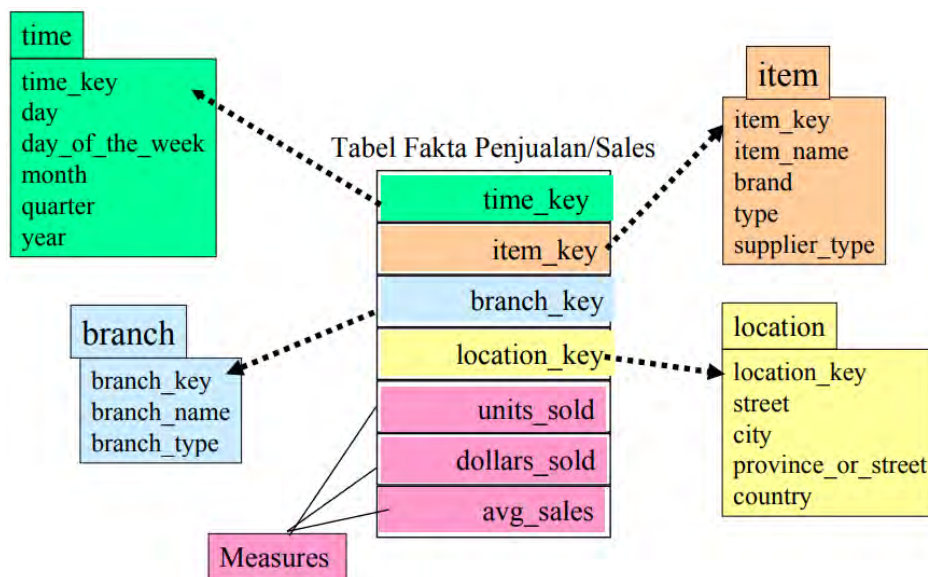 time
time_key
day
day_of_the_week
month
quarter
year
item
item_key
item_name
brand
type
supplier_type
Tabel Fakta Penjualan/Sales
time_key
item_key
branch_key
location_key
units_sold
dollars_sold
avg_sales
branch
branch_key
branch_name
branch_type
location
location_key
street
city
province_or_street
country
Measures